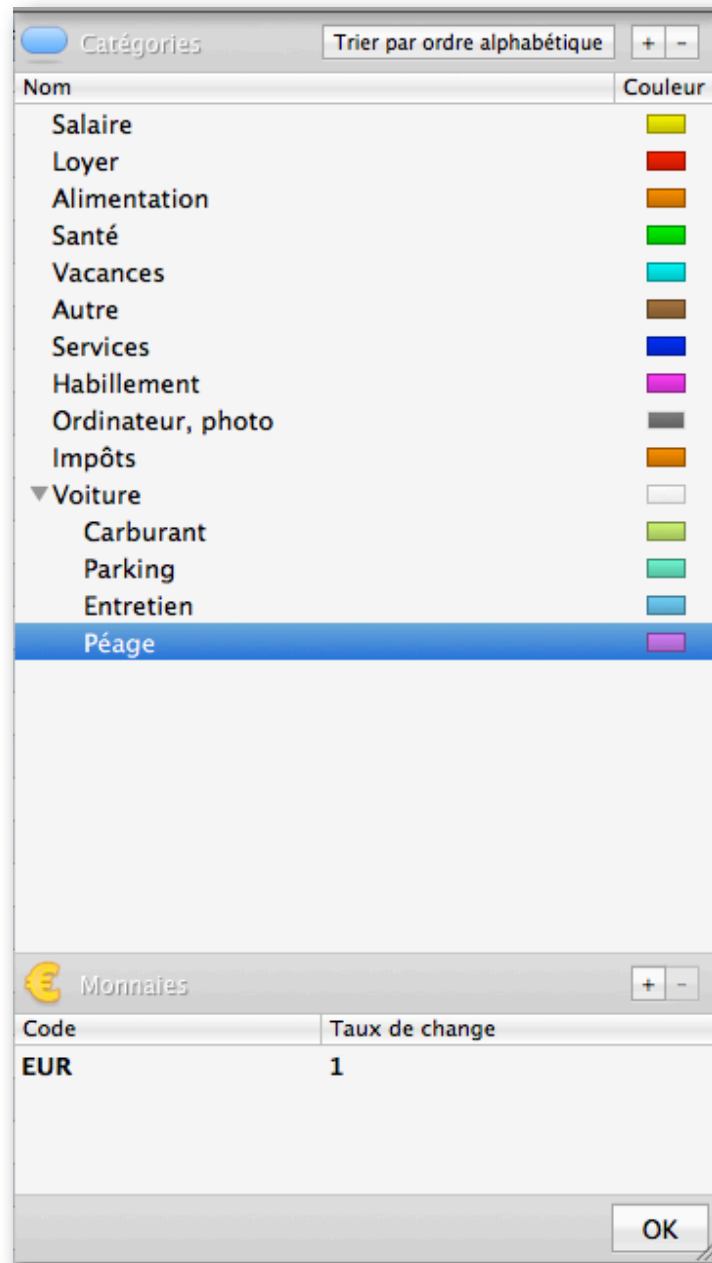 Catégories Trier par ordre alphabétique + -
Nom Couleur
Salaire
Loyer
Alimentation
Santé
Vacances
Autre
Services
Habillement
Ordinateur, photo
Impôts
Voiture
Carburant
Parking
Entretien
Péage
€ Monnaies + -
Code Taux de change
EUR 1
OK